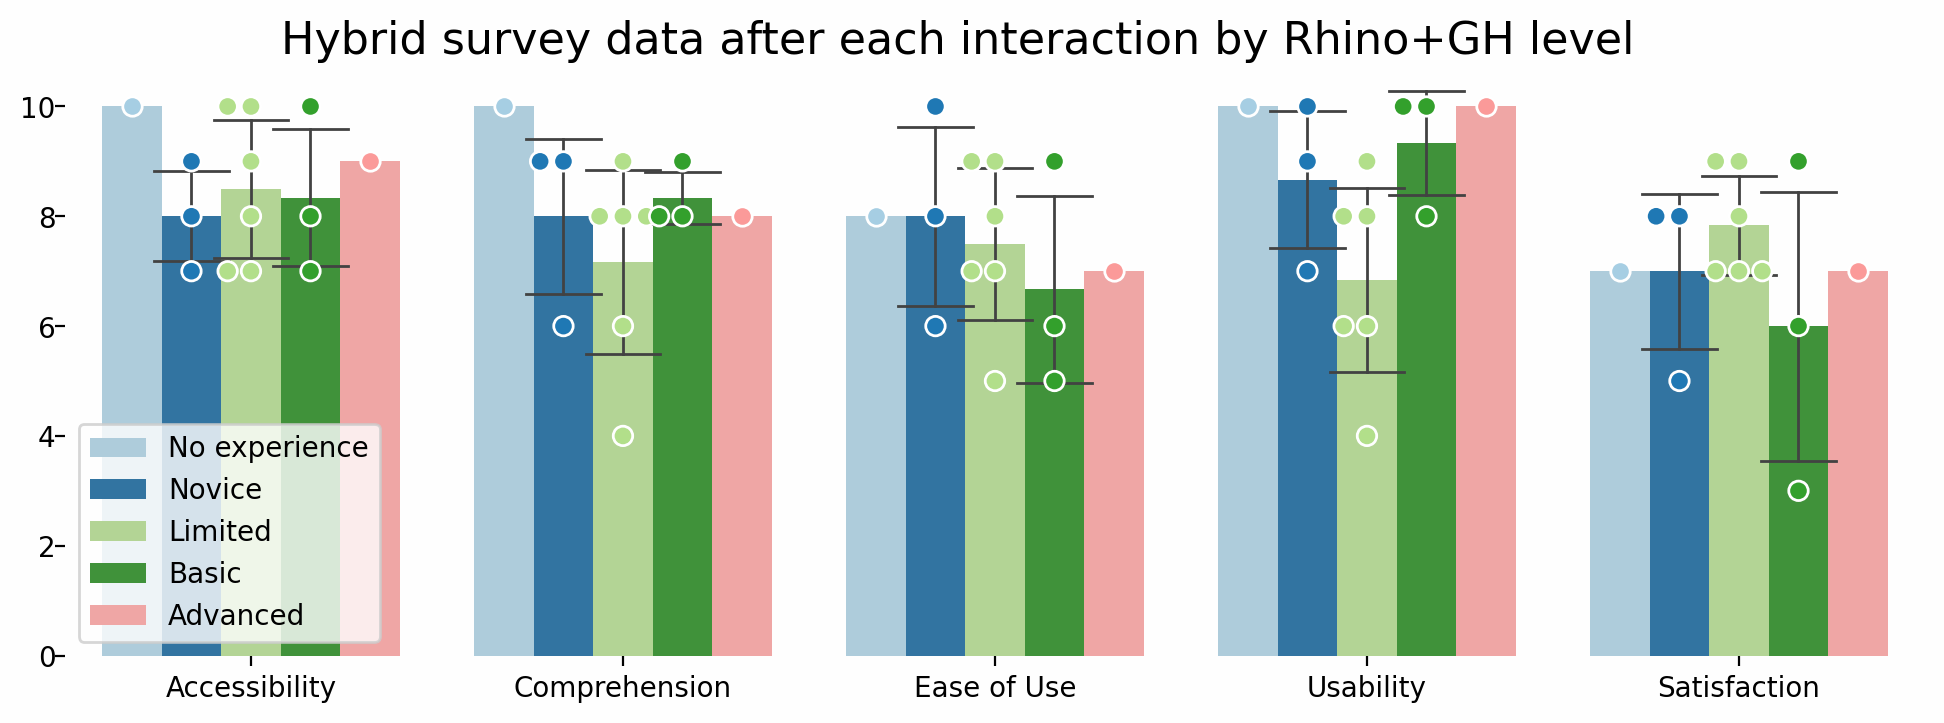 Hybrid survey data after each interaction by Rhino+GH level
10
8
6
4
2
0
No experience
Novice
Limited
Basic
Advanced
Accessibility
Comprehension
Ease of Use
Usability
Satisfaction